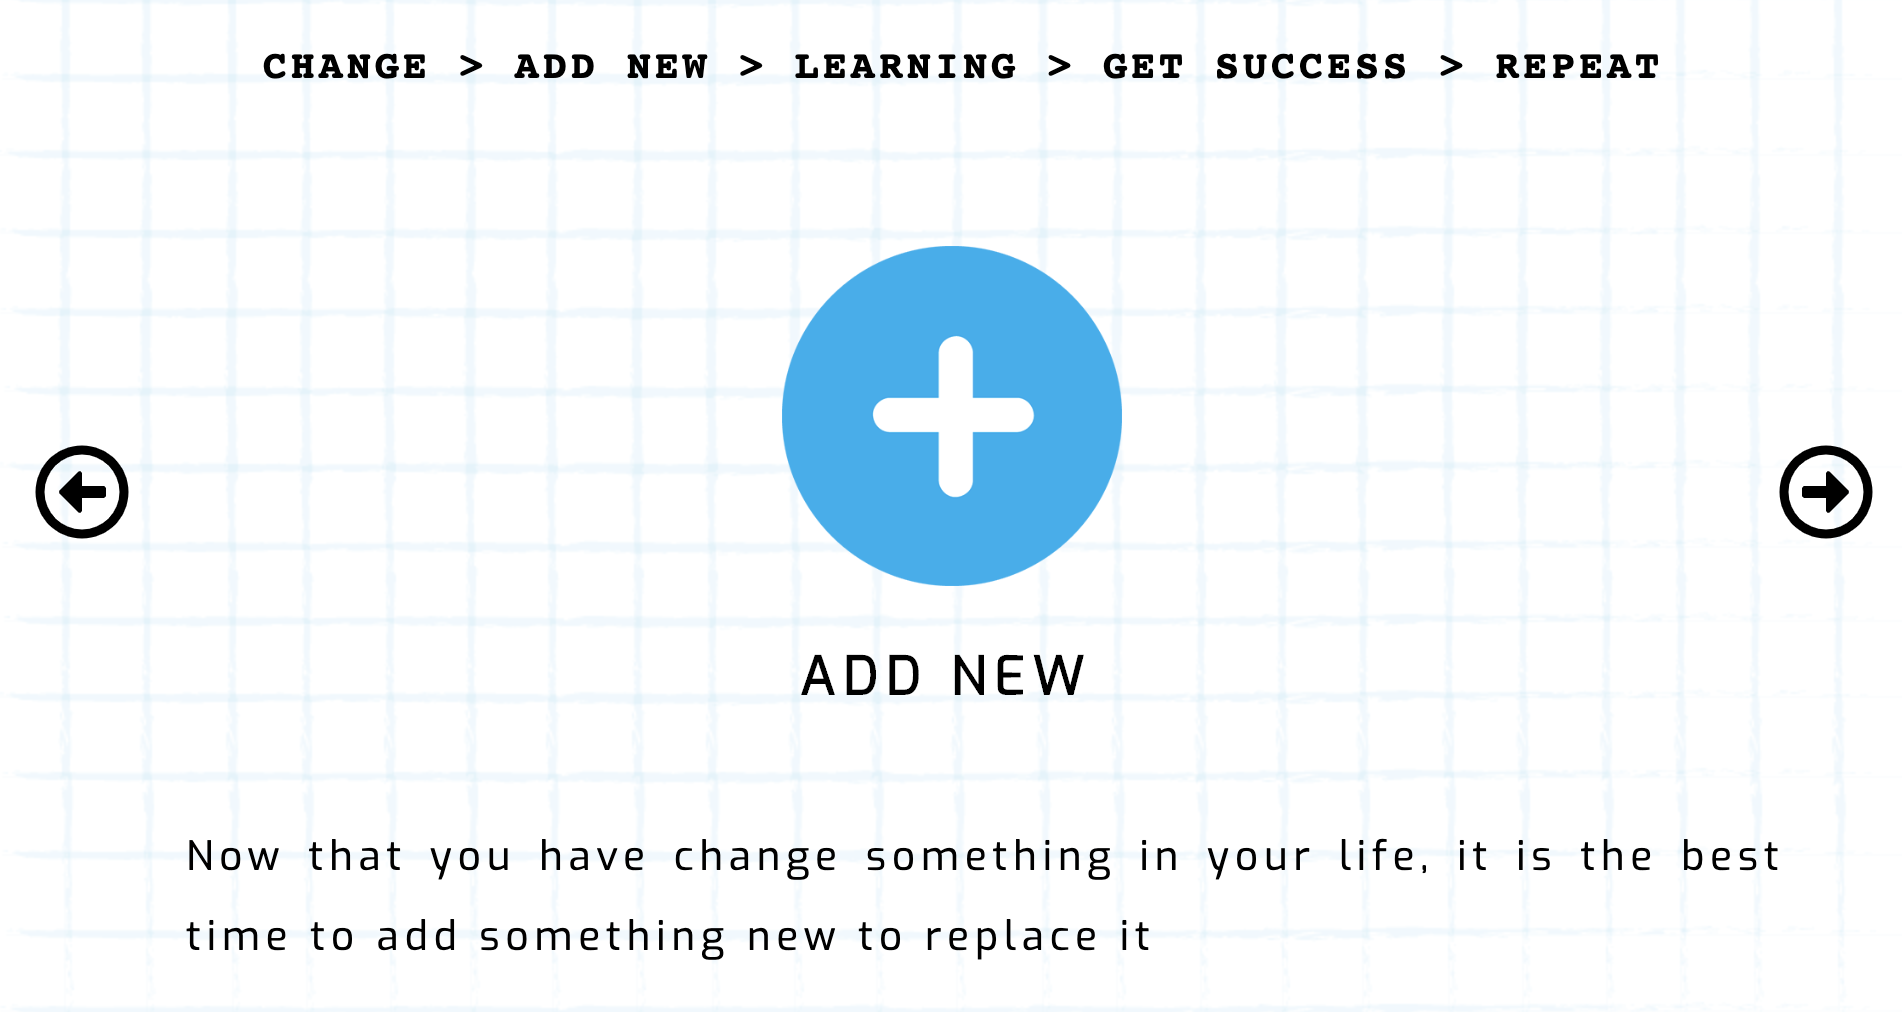 CHANGE > ADD NEW > LEARNING > GET SUCCESS > REPEAT
ADD NEW
Now that you have change something in your life, it is the best
time to add something new to replace it